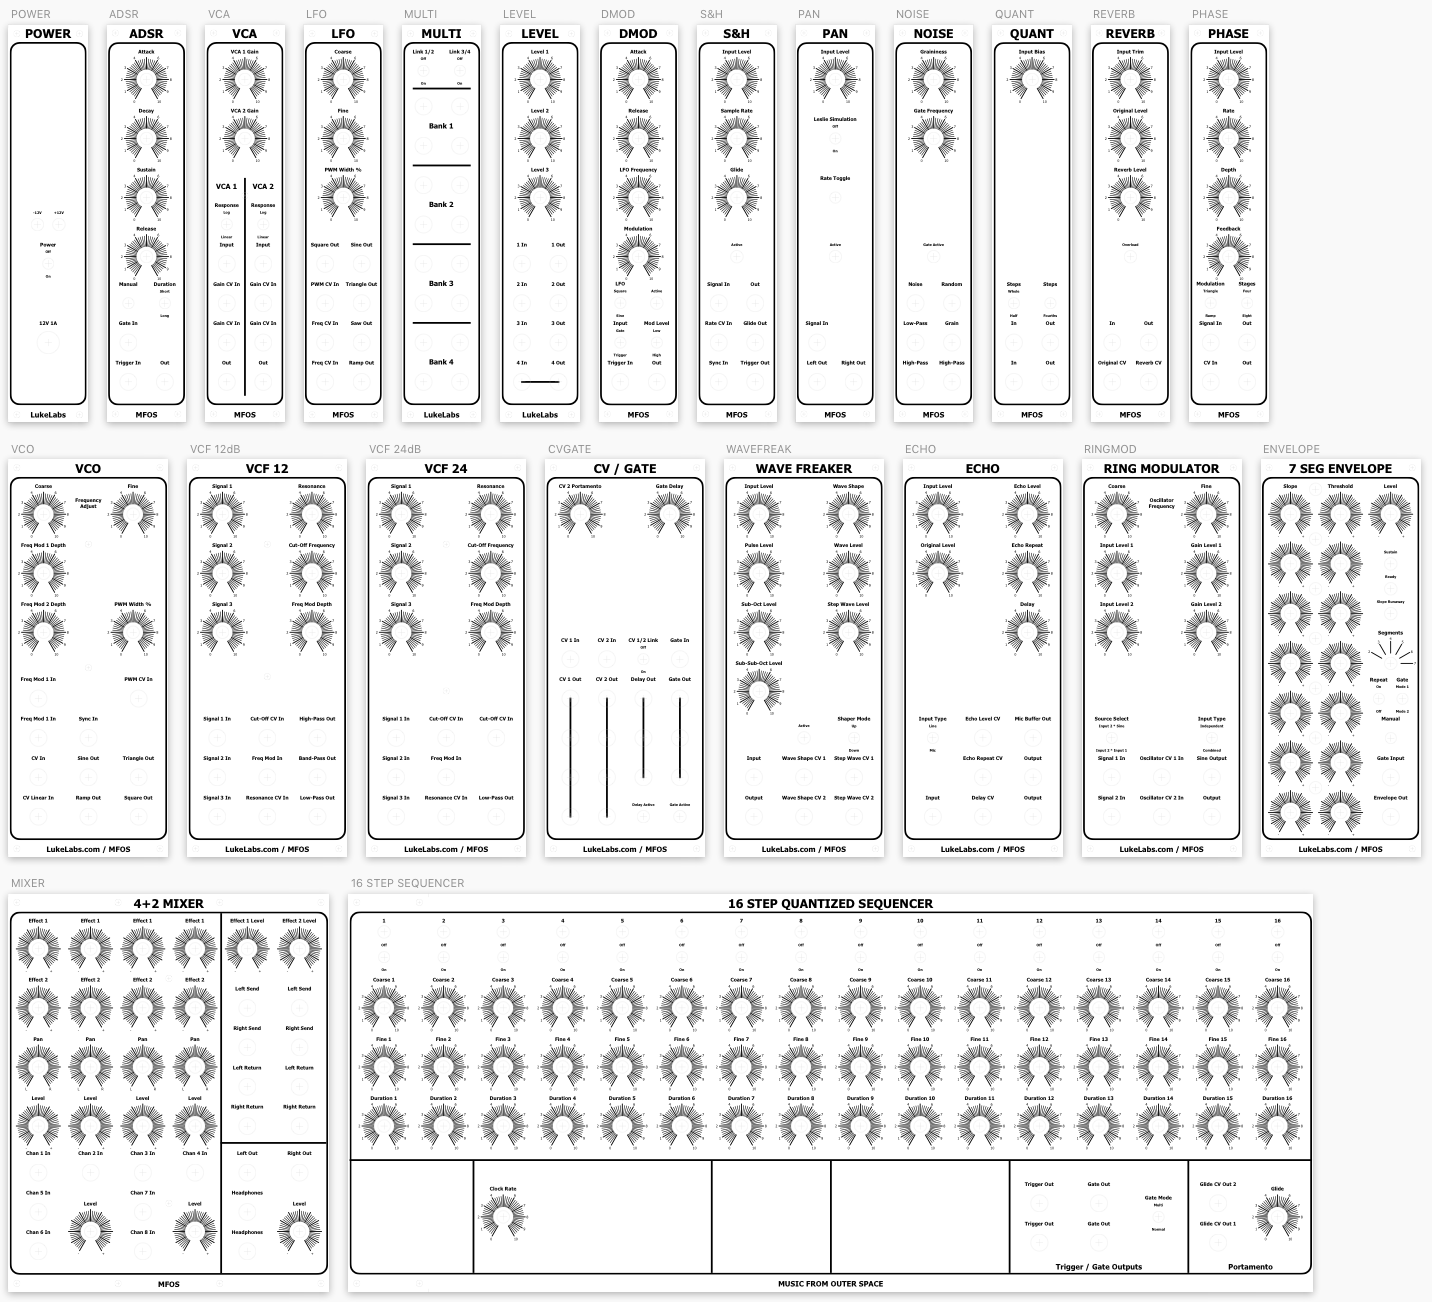 POWER
POWER
-12V +12V
Power
Off
On
12V 1A
LukeLabs
ADSR
ADSR
Attack
Decay
Sustain
Release
Manual Duration
Short
Long
Gate In
Trigger In Out
MFOS
VCA
VCA
VCA 1 Gain
VCA 2 Gain
VCA 1 VCA 2
Response Response
Log Log
Linear Linear
Input Input
Gain CV In Gain CV In
Gain CV In Gain CV In
Out Out
MFOS
LFO
LFO
Coarse
Fine
PWM Width %
Square Out Sine Out
PWM CV In Triangle Out
Freq CV In Saw Out
Freq CV In Ramp Out
MFOS
MULTI
MULTI
Link 1/2 Link 3/4
Off Off
On On
Bank 1
Bank 2
Bank 3
Bank 4
LukeLabs
LEVEL
LEVEL
Level 1
Level 2
Level 3
1 In 1 Out
2 In 2 Out
3 In 3 Out
4 In 4 Out
LukeLabs
DMOD
DMOD
Attack
Release
LFO Frequency
Modulation
LFO
Square Active
Sine
Input Mod Level
Gate Low
Trigger High
Trigger In Out
MFOS
S&H
S&H
Input Level
Sample Rate
Glide
Active
Signal In Out
Rate CV In Glide Out
Sync In Trigger Out
MFOS
PAN
PAN
Input Level
Leslie Simulation
Off
On
Rate Toggle
Active
Signal In
Left Out Right Out
MFOS
NOISE
NOISE
Graininess
Gate Frequency
Gate Active
Noise Random
Low-Pass Grain
High-Pass High-Pass
MFOS
QUANT
QUANT
Input Bias
Steps Steps
Whole
Half Fourths
In Out
In Out
MFOS
REVERB
REVERB
Input Trim
Original Level
Reverb Level
Overload
In Out
Original CV Reverb CV
MFOS
PHASE
PHASE
Input Level
Rate
Depth
Feedback
Modulation Stages
Triangle Four
Ramp Eight
Signal In Out
CV In Out
MFOS
VCO
VCO
Coarse Fine
Frequency
Adjust
Freq Mod 1 Depth
Freq Mod 2 Depth PWM Width %
Freq Mod 1 In PWM CV In
Freq Mod 1 In Sync In
CV In Sine Out Triangle Out
CV Linear In Ramp Out Square Out
LukeLabs.com / MFOS
VCF 12dB
VCF 12
Signal 1 Resonance
Signal 2 Cut-Off Frequency
Signal 3 Freq Mod Depth
Signal 1 In Cut-Off CV In High-Pass Out
Signal 2 In Freq Mod In Band-Pass Out
Signal 3 In Resonance CV In Low-Pass Out
LukeLabs.com / MFOS
VCF 24dB
VCF 24
Signal 1 Resonance
Signal 2 Cut-Off Frequency
Signal 3 Freq Mod Depth
Signal 1 In Cut-Off CV In Cut-Off CV In
Signal 2 In Freq Mod In
Signal 3 In Resonance CV In Low-Pass Out
LukeLabs.com / MFOS
CVGATE
CV / GATE
CV 2 Portamento Gate Delay
CV 1 In CV 2 In CV 1/2 Link Gate In
Off
On
CV 1 Out CV 2 Out Delay Out Gate Out
Delay Active Gate Active
LukeLabs.com / MFOS
WAVEFREAK
WAVE FREAKER
Input Level Wave Shape
Pulse Level Wave Level
Sub-Oct Level Step Wave Level
Sub-Sub-Oct Level
Shaper Mode
Active Up
Down
Input Wave Shape CV 1 Step Wave CV 1
Output Wave Shape CV 2 Step Wave CV 2
LukeLabs.com / MFOS
ECHO
ECHO
Input Level Echo Level
Original Level Echo Repeat
Delay
Input Type Echo Level CV Mic Buffer Out
Line
Mic
Echo Repeat CV Output
Input Delay CV Output
LukeLabs.com / MFOS
RINGMOD
RING MODULATOR
Coarse Fine
Oscillator
Frequency
Input Level 1 Gain Level 1
Input Level 2 Gain Level 2
Source Select Input Type
Input 2 * Sine Independent
Input 2 * Input 1 Combined
Signal 1 In Oscillator CV 1 In Sine Output
Signal 2 In Oscillator CV 2 In Output
LukeLabs.com / MFOS
ENVELOPE
7 SEG ENVELOPE
Slope Threshold Level
Sustain
Ready
Slope Runaway
Segments
Repeat Gate
On Mode 1
Off Mode 2
Manual
Gate Input
Envelope Out
LukeLabs.com / MFOS
MIXER
4+2 MIXER
Effect 1 Effect 1 Effect 1 Effect 1 Effect 1 Level Effect 2 Level
Effect 2 Effect 2 Effect 2 Effect 2
Left Send Left Send
Right Send Right Send
Pan Pan Pan Pan
Left Return Left Return
Level Level Level Level
Right Return Right Return
Chan 1 In Chan 2 In Chan 3 In Chan 4 In Left Out Right Out
Chan 5 In Chan 7 In Headphones
Level Level Level
Chan 6 In Chan 8 In Headphones
MFOS
16 STEP SEQUENCER
16 STEP QUANTIZED SEQUENCER
1 2 3 4 5 6 7 8 9 10 11 12 13 14 15 16
Off Off Off Off Off Off Off Off Off Off Off Off Off Off Off Off
On On On On On On On On On On On On On On On On
Coarse 1 Coarse 2 Coarse 3 Coarse 4 Coarse 5 Coarse 6 Coarse 7 Coarse 8 Coarse 9 Coarse 10 Coarse 11 Coarse 12 Coarse 13 Coarse 14 Coarse 15 Coarse 16
Fine 1 Fine 2 Fine 3 Fine 4 Fine 5 Fine 6 Fine 7 Fine 8 Fine 9 Fine 10 Fine 11 Fine 12 Fine 13 Fine 14 Fine 15 Fine 16
Duration 1 Duration 2 Duration 3 Duration 4 Duration 5 Duration 6 Duration 7 Duration 8 Duration 9 Duration 10 Duration 11 Duration 12 Duration 13 Duration 14 Duration 15 Duration 16
Clock Rate
Trigger Out Gate Out
Gate Mode
Multi
Normal
Trigger Out Gate Out
Trigger / Gate Outputs
Glide CV Out 2 Glide
Glide CV Out 1
Portamento
MUSIC FROM OUTER SPACE